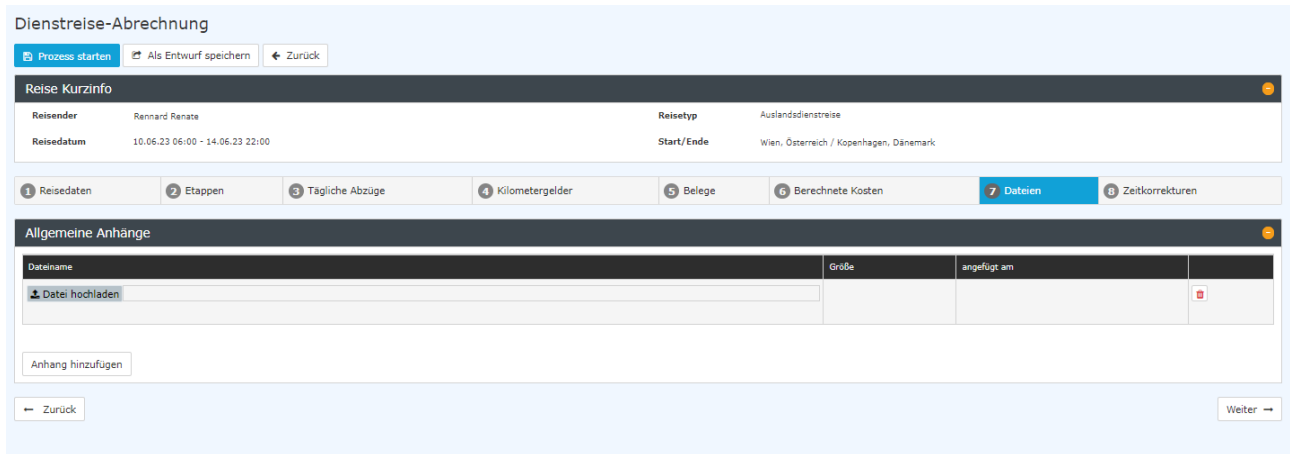 Dienstreise-Abrechnung
Prozess starten Als Entwurf speichern Zurück
Reise Kurzinfo
Reisender Rennard Renate Reisetyp Auslandsdienstreise
Reisedatum 10.06.23 06:00 - 14.06.23 22:00 Start/Ende Wien, Österreich / Kopenhagen, Dänemark
1 Reisedaten 2 Etappen 3 Tägliche Abzüge 4 Kilometergelder 5 Belege 6 Berechnete Kosten 7 Dateien 8 Zeitkorrekturen
Allgemeine Anhänge
Dateiname Größe angefügt am
Datei hochladen
Anhang hinzufügen
Zurück Weiter